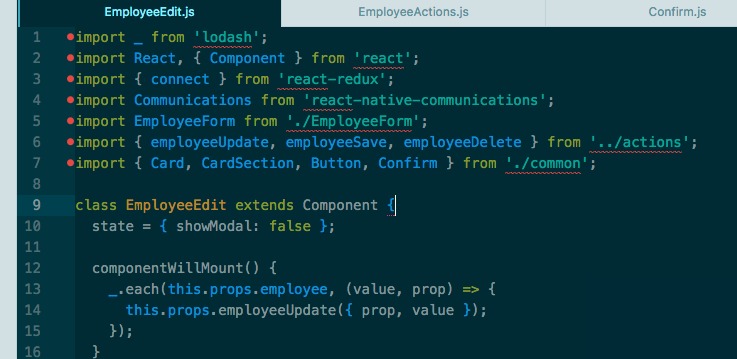 EmployeeEdit.js EmployeeActions.js Confirm.js
1 import _ from 'lodash';
2 import React, { Component } from 'react';
3 import { connect } from 'react-redux';
4 import Communications from 'react-native-communications';
5 import EmployeeForm from './EmployeeForm';
6 import { employeeUpdate, employeeSave, employeeDelete } from '../actions';
7 import { Card, CardSection, Button, Confirm } from './common';
8
9 class EmployeeEdit extends Component {
10 state = { showModal: false };
11
12 componentWillMount() {
13 _.each(this.props.employee, (value, prop) => {
14 this.props.employeeUpdate({ prop, value });
15 });
16 }